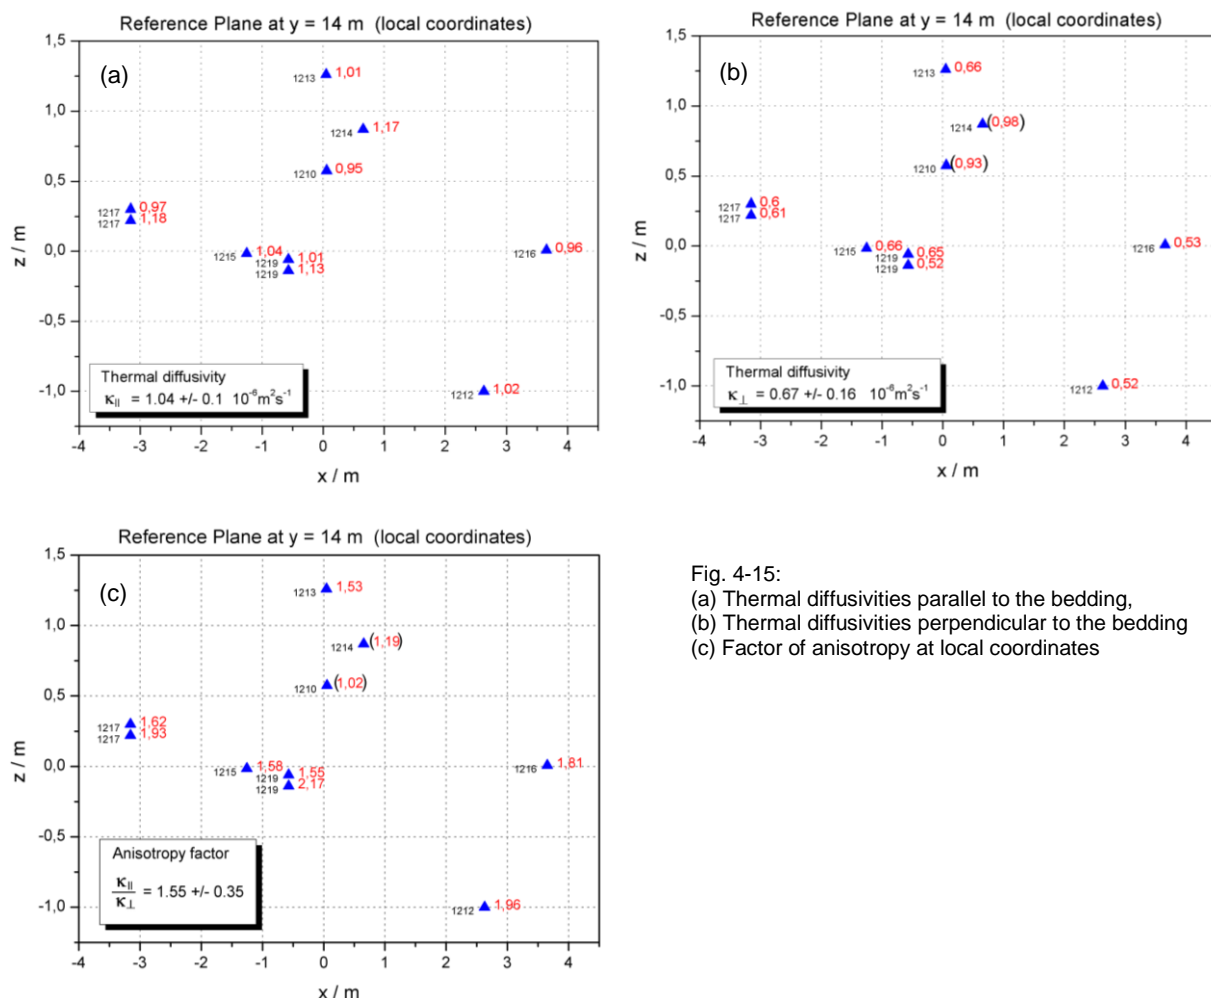 Reference Plane at y = 14 m (local coordinates)
(a)
1,5
1,0
0,5
0,0
-0,5
-1,0
z / m
1213 1,01
1214 1,17
1210 0,95
1217 0,97
1217 1,18
1215 1,04
1219 1,01
1219 1,13
1216 0,96
1212 1,02
Thermal diffusivity
κ|| = 1.04 +/- 0.1 10⁻⁶m²s⁻¹
-4 -3 -2 -1 0 1 2 3 4
x / m
Reference Plane at y = 14 m (local coordinates)
(b)
1,5
1,0
0,5
0,0
-0,5
-1,0
z / m
1213 0,66
1214 (0,98)
1210 (0,93)
1217 0,6
1217 0,61
1215 0,66
1219 0,65
1219 0,52
1216 0,53
1212 0,52
Thermal diffusivity
κ⊥ = 0.67 +/- 0.16 10⁻⁶m²s⁻¹
-4 -3 -2 -1 0 1 2 3 4
x / m
Reference Plane at y = 14 m (local coordinates)
(c)
1,5
1,0
0,5
0,0
-0,5
-1,0
z / m
1213 1,53
1214 (1,19)
1210 (1,02)
1217 1,62
1217 1,93
1215 1,58
1219 1,55
1219 2,17
1216 1,81
1212 1,96
Anisotropy factor
κ||
κ⊥ = 1.55 +/- 0.35
-4 -3 -2 -1 0 1 2 3 4
x / m
Fig. 4-15:
(a) Thermal diffusivities parallel to the bedding,
(b) Thermal diffusivities perpendicular to the bedding
(c) Factor of anisotropy at local coordinates